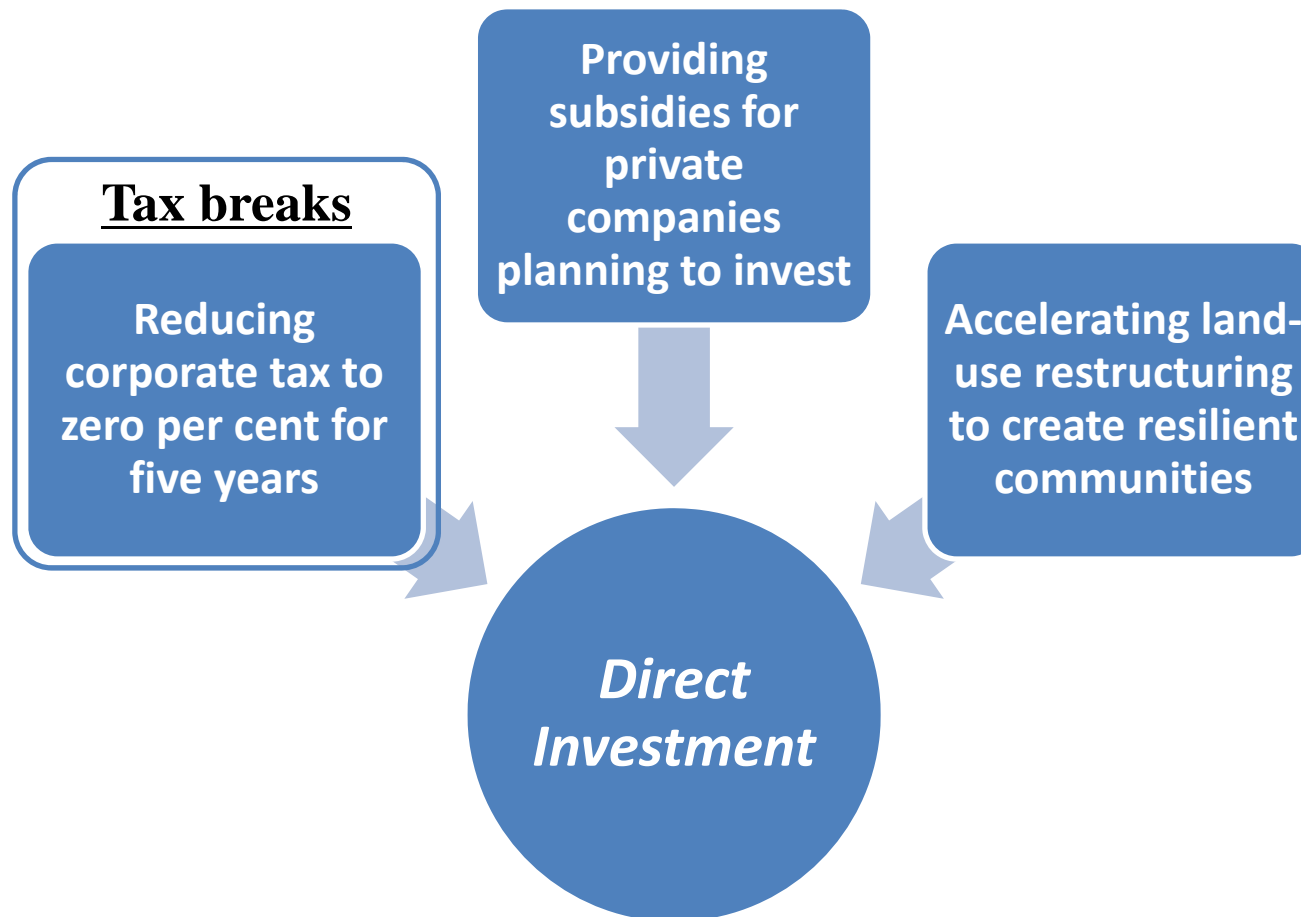 Tax breaks
Reducing
corporate tax to
zero per cent for
five years
Providing
subsidies for
private
companies
planning to invest
Accelerating land-
use restructuring
to create resilient
communities
Direct
Investment